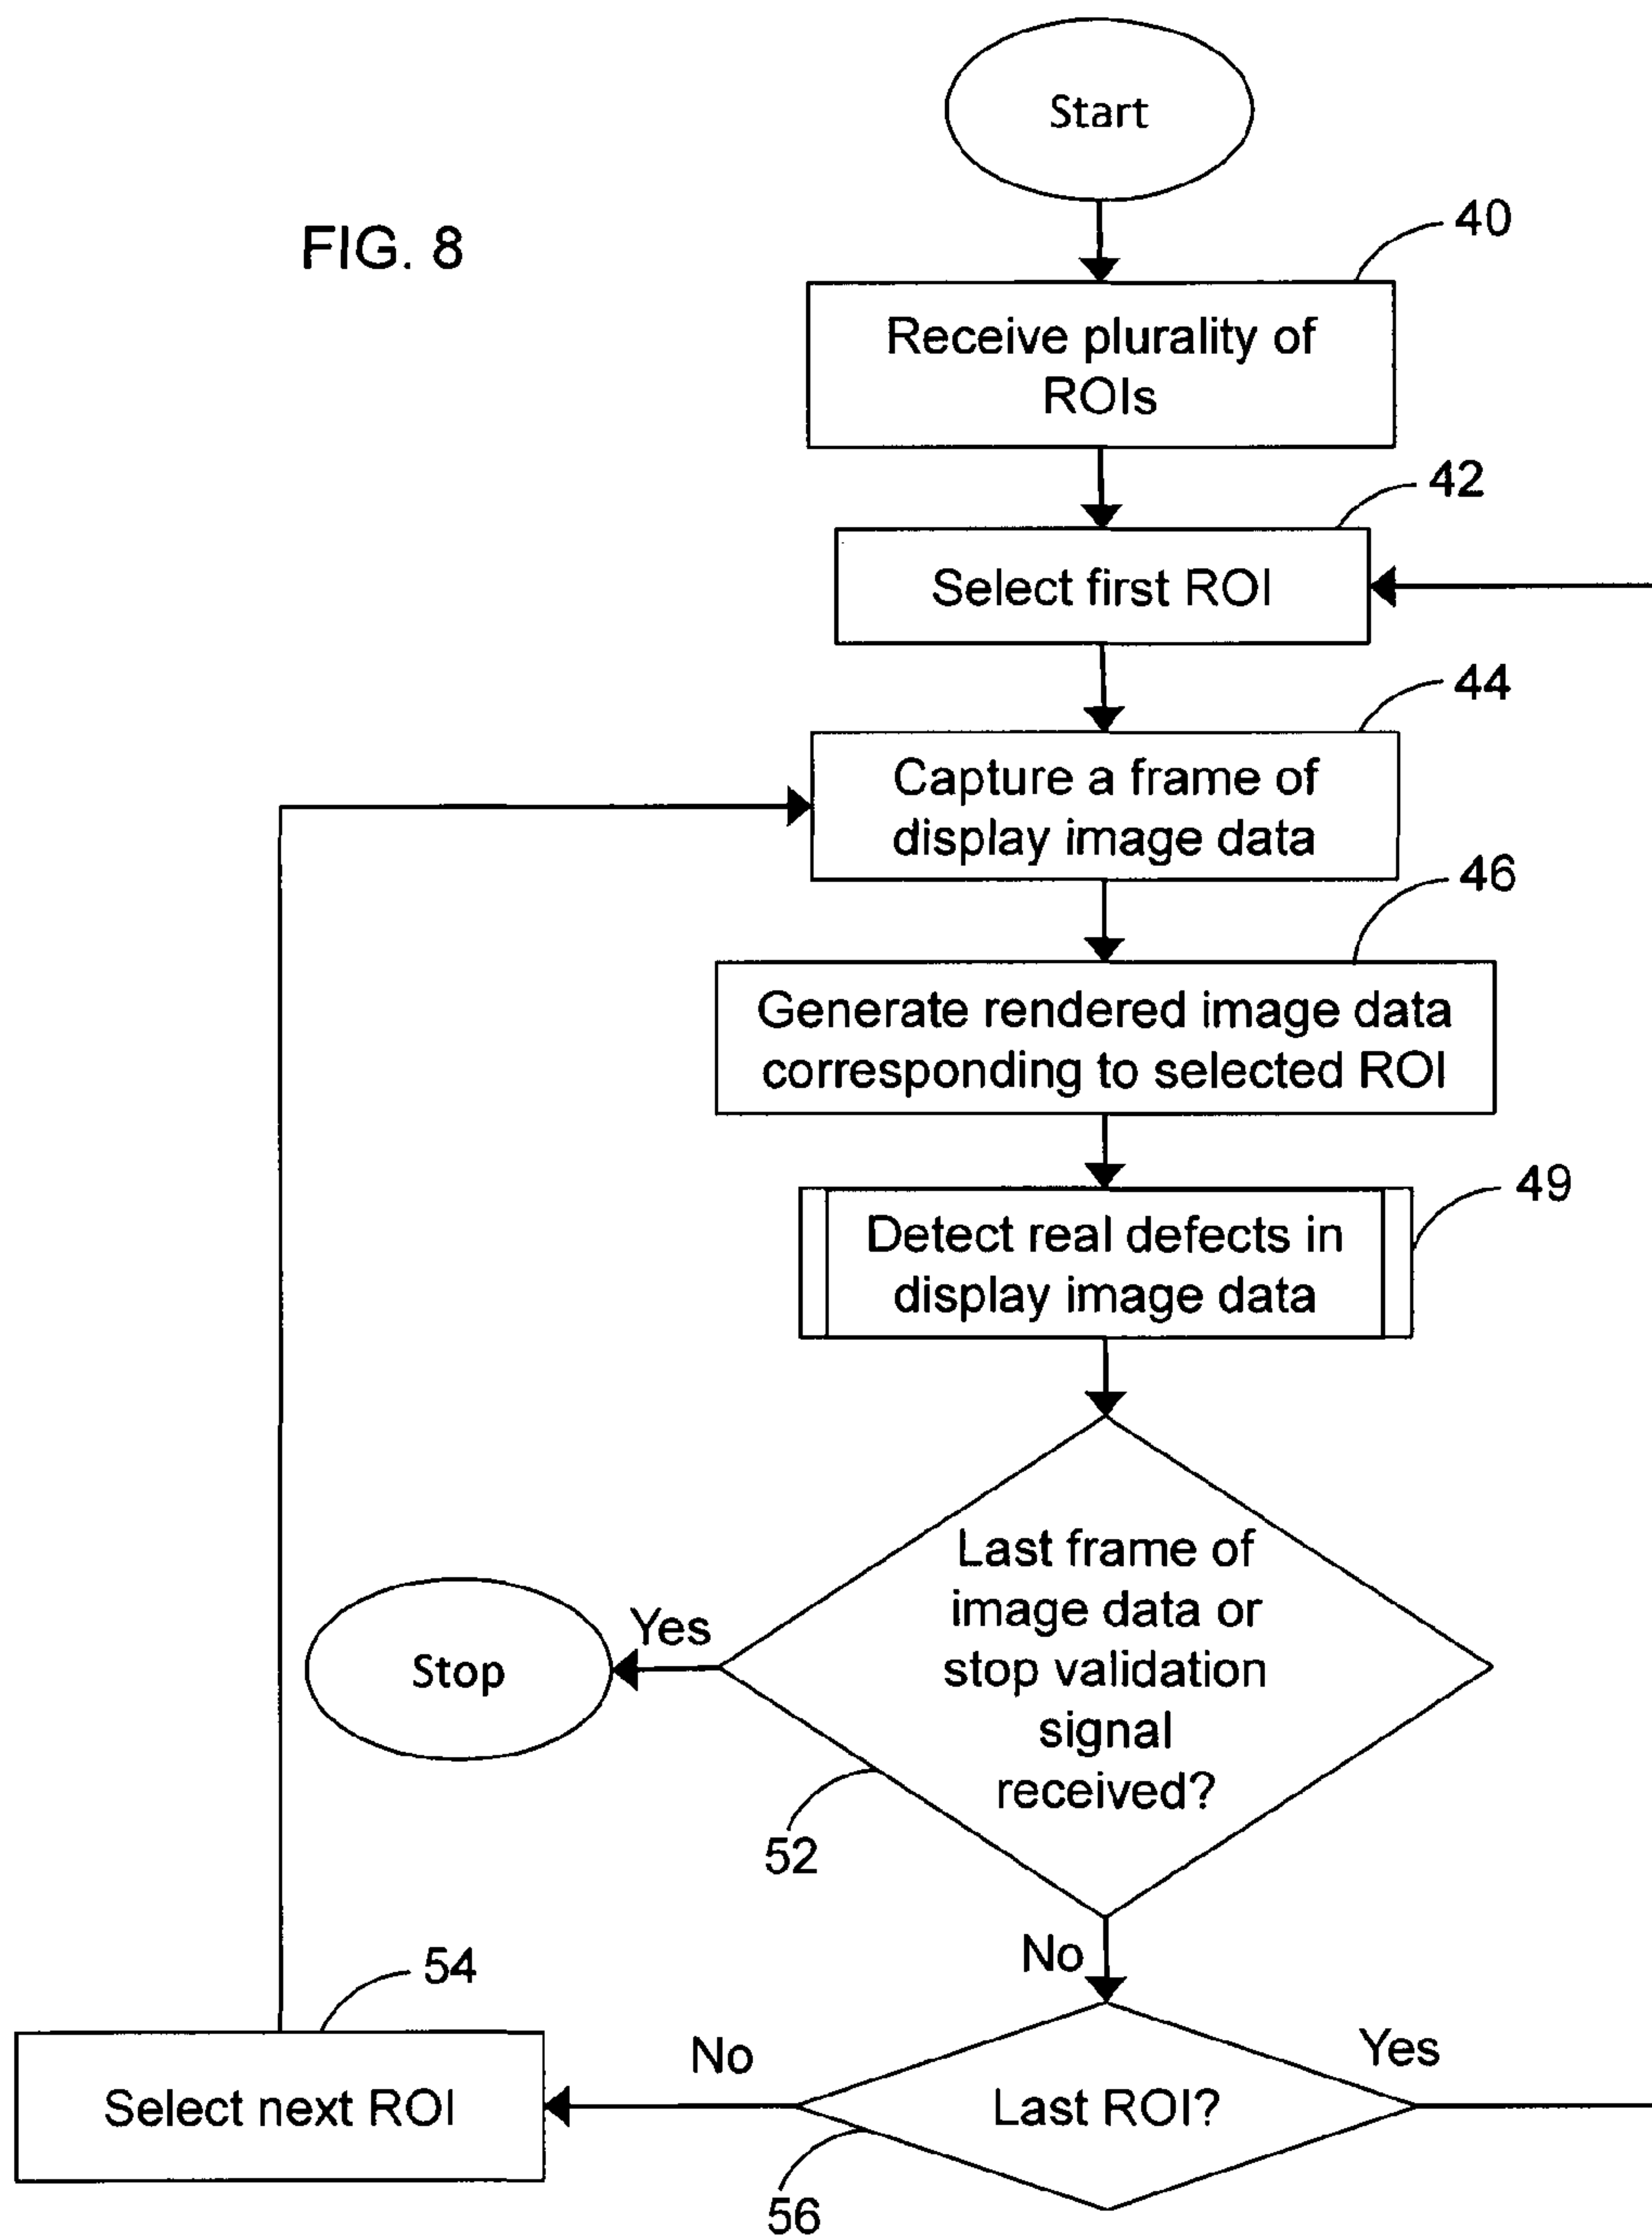 Start
FIG. 8
40
Receive plurality of
ROIs
42
Select first ROI
44
Capture a frame of
display image data
46
Generate rendered image data
corresponding to selected ROI
49
Detect real defects in
display image data
Last frame of
image data or
stop validation
signal
received?
Yes
Stop
52
No
54
Select next ROI
No
Last ROI?
Yes
56